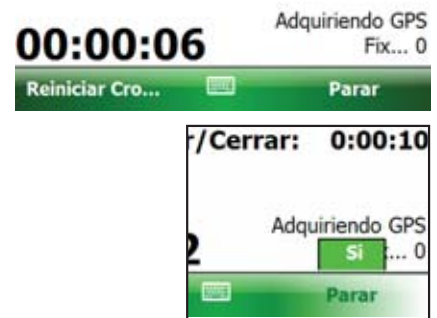 00:00:06
Adquiriendo GPS
Fix... 0
Reiniciar Cro...
Parar
r/Cerrar: 0:00:10
2
Adquiriendo GPS
Si ... 0
Parar